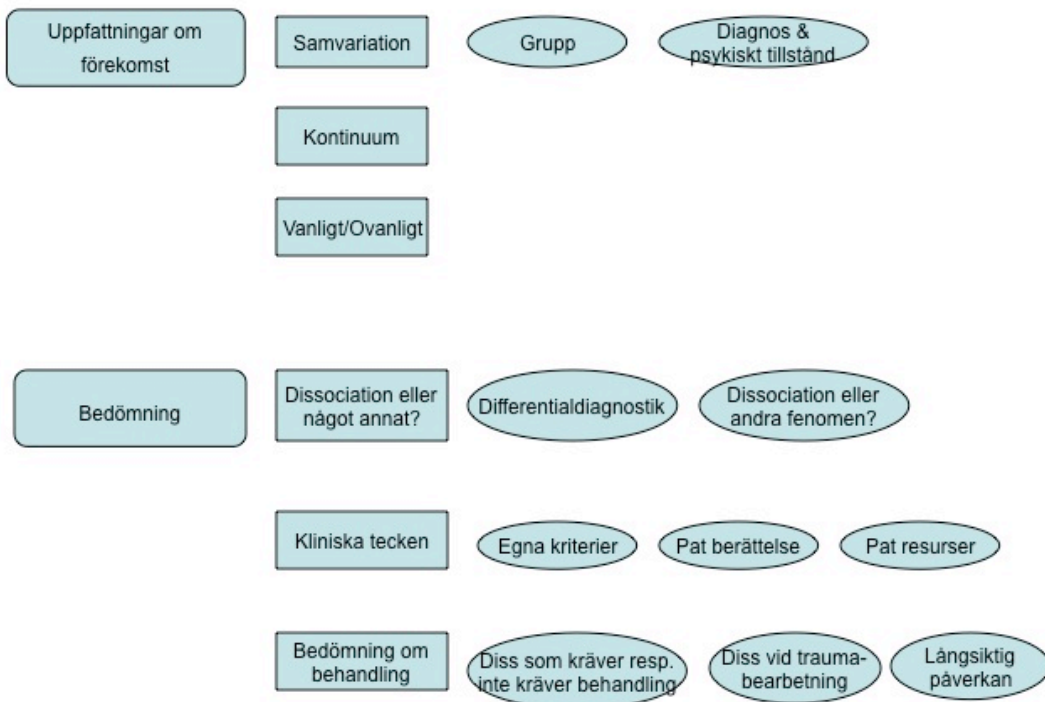 Uppfattningar om
förekomst
Samvariation
Grupp
Diagnos &
psykiskt tillstånd
Kontinuum
Vanligt/Ovanligt
Bedömning
Dissociation eller
något annat?
Differentialdiagnostik
Dissociation eller
andra fenomen?
Kliniska tecken
Egna kriterier
Pat berättelse
Pat resurser
Bedömning om
behandling
Diss som kräver resp.
inte kräver behandling
Diss vid trauma-
bearbetning
Långsiktig
påverkan